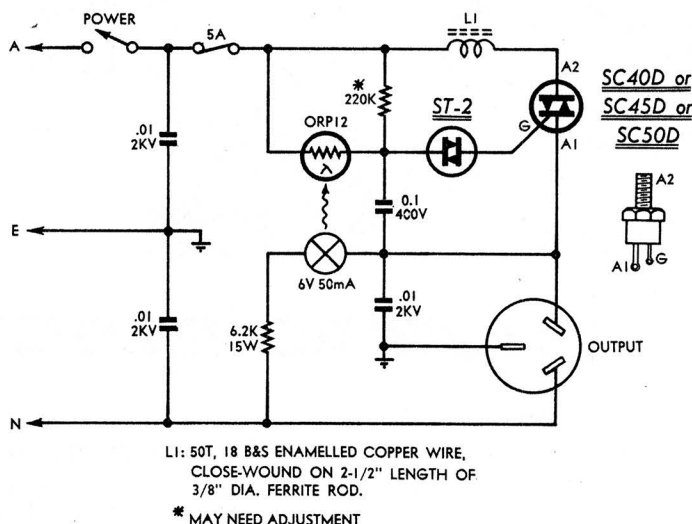 POWER
A
5A
L1
A2
SC40D or
SC45D or
SC50D
*
220K
ST-2
G
A1
ORP12
λ
.01
2KV
0.1
400V
E
6V 50mA
.01
2KV
A2
A1
G
.01
2KV
6.2K
15W
OUTPUT
N
L1: 50T, 18 B&S ENAMELLED COPPER WIRE,
CLOSE-WOUND ON 2-1/2" LENGTH OF
3/8" DIA. FERRITE ROD.
* MAY NEED ADJUSTMENT